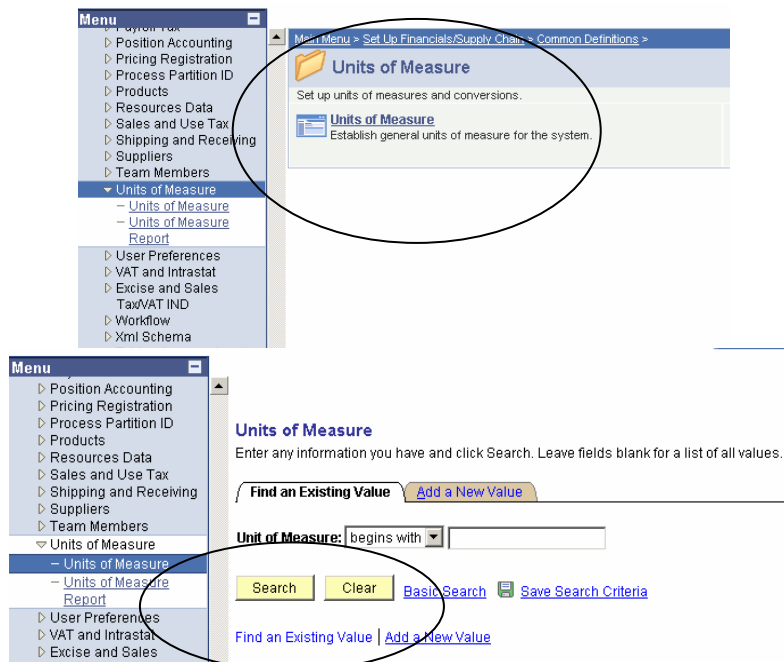 Menu
Position Accounting
Pricing Registration
Process Partition ID
Products
Resources Data
Sales and Use Tax
Shipping and Receiving
Suppliers
Team Members
Units of Measure
– Units of Measure
– Units of Measure
Report
User Preferences
VAT and Intrastat
Excise and Sales
Tax/VAT IND
Workflow
Xml Schema
Main Menu > Set Up Financials/Supply Chain > Common Definitions >
Units of Measure
Set up units of measures and conversions.
Units of Measure
Establish general units of measure for the system.
Menu
Position Accounting
Pricing Registration
Process Partition ID
Products
Resources Data
Sales and Use Tax
Shipping and Receiving
Suppliers
Team Members
Units of Measure
– Units of Measure
– Units of Measure
Report
User Preferences
VAT and Intrastat
Excise and Sales
Units of Measure
Enter any information you have and click Search. Leave fields blank for a list of all values.
Find an Existing Value Add a New Value
Unit of Measure: begins with
Search Clear Basic Search Save Search Criteria
Find an Existing Value | Add a New Value